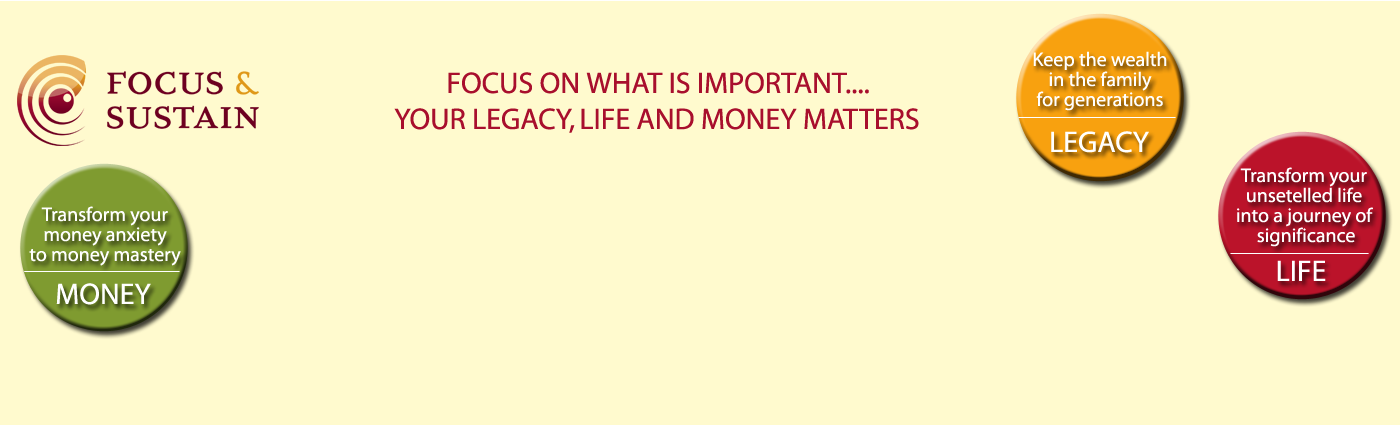 FOCUS &
SUSTAIN
FOCUS ON WHAT IS IMPORTANT....
YOUR LEGACY, LIFE AND MONEY MATTERS
Keep the wealth
in the family
for generations
LEGACY
Transform your
unsetelled life
into a journey of
significance
LIFE
Transform your
money anxiety
to money mastery
MONEY